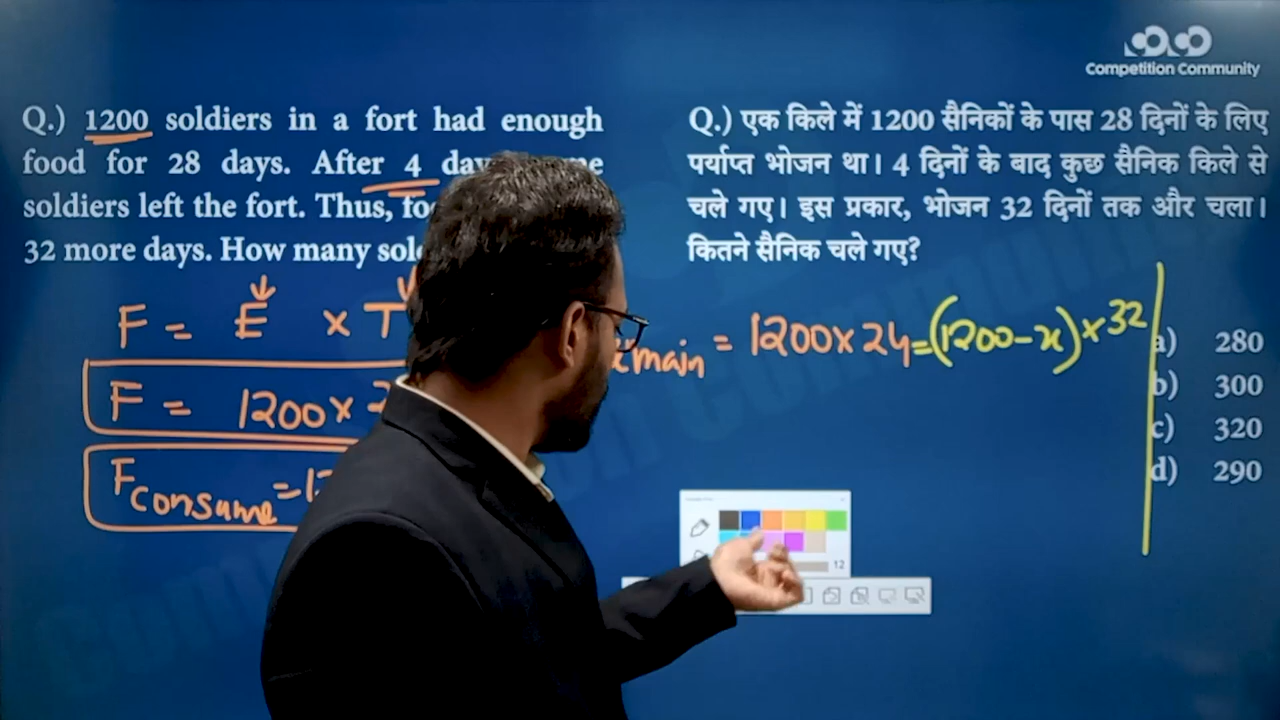 Competition Community
Q.) 1200 soldiers in a fort had enough
food for 28 days. After 4
soldiers left the fort. Thus,
32 more days. How many
Q.) एक किले में 1200 सैनिकों के पास 28 दिनों के लिए
पर्याप्त भोजन था। 4 दिनों के बाद कुछ सैनिक किले से
चले गए। इस प्रकार, भोजन 32 दिनों तक और चला।
कितने सैनिक चले गए?
F = E × T
F = 1200×
F consume =
= 1200×24=(1200-x)×32
a) 280
b) 300
c) 320
d) 290
12